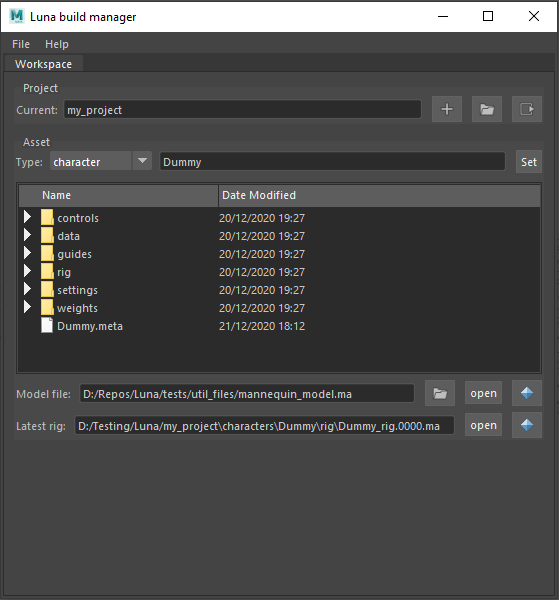 Luna build manager
File Help
Workspace
Project
Current: my_project
Asset
Type: character Dummy Set
Name Date Modified
controls 20/12/2020 19:27
data 20/12/2020 19:27
guides 20/12/2020 19:27
rig 20/12/2020 19:27
settings 20/12/2020 19:27
weights 20/12/2020 19:27
Dummy.meta 21/12/2020 18:12
Model file: D:/Repos/Luna/tests/util_files/mannequin_model.ma open
Latest rig: D:/Testing/Luna/my_project\characters\Dummy\rig\Dummy_rig.0000.ma open